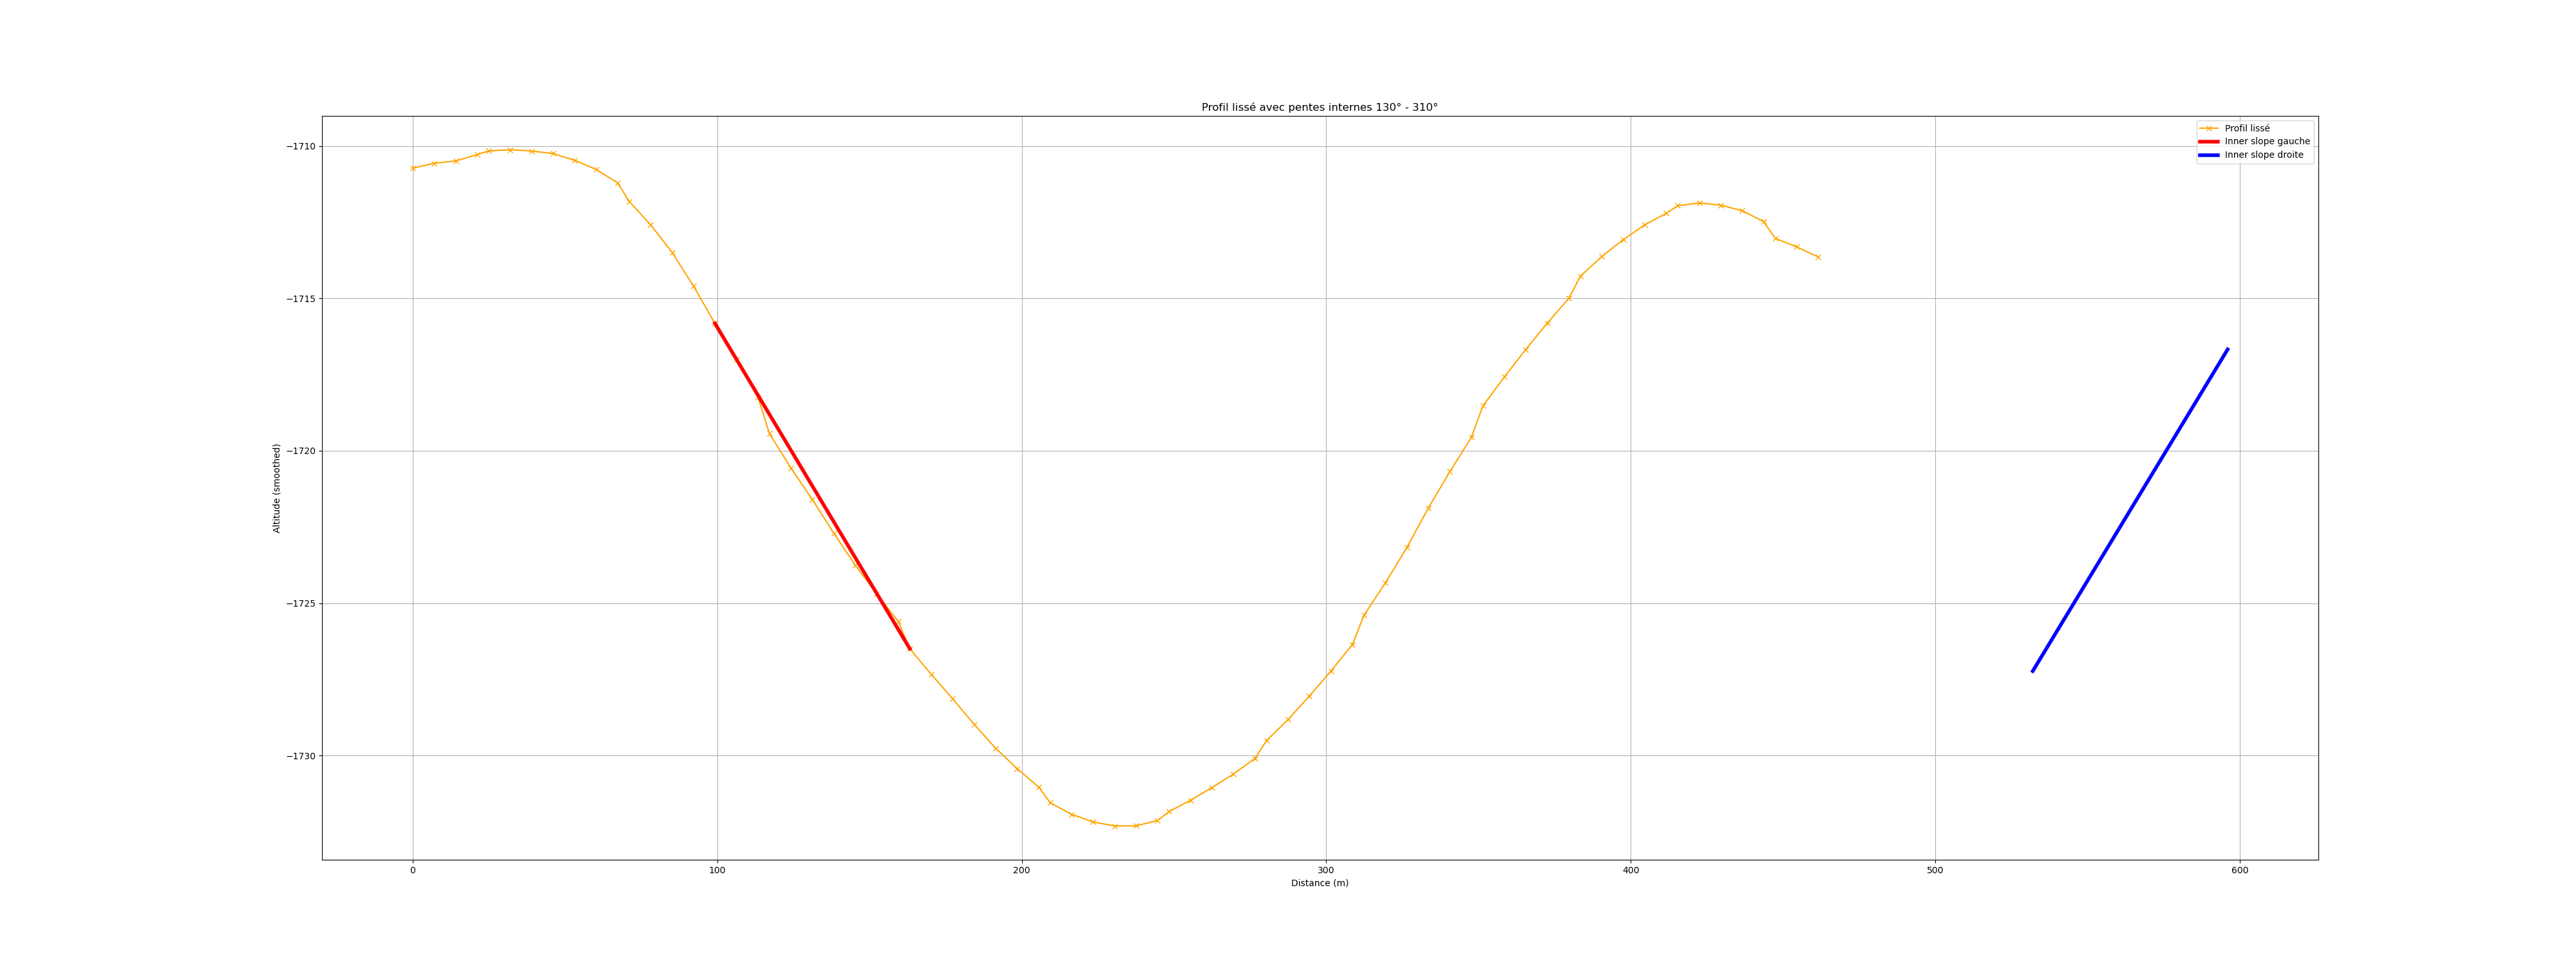 Profil lissé avec pentes internes 130° - 310°
Profil lissé
Inner slope gauche
Inner slope droite
Altitude (smoothed)
−1710
−1715
−1720
−1725
−1730
0 100 200 300 400 500 600
Distance (m)